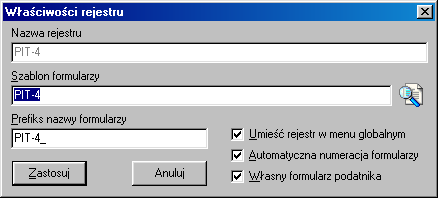 Właściwości rejestru
Nazwa rejestru
PIT-4
Szablon formularzy
PIT-4
Prefiks nazwy formularzy
PIT-4_
Umieść rejestr w menu globalnym
Automatyczna numeracja formularzy
Własny formularz podatnika
Zastosuj
Anuluj